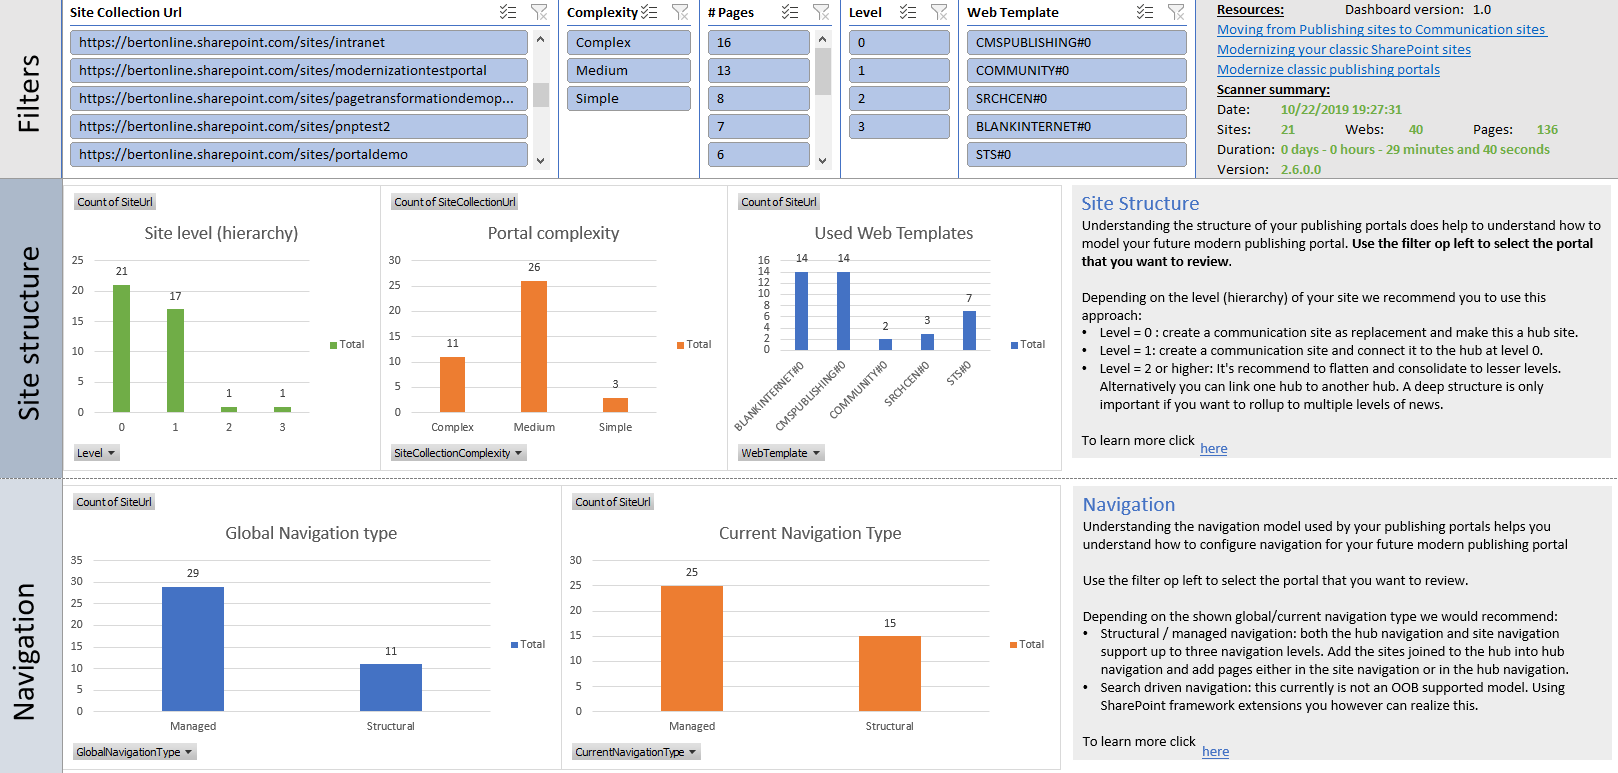 Filters
Site Collection Url
https://bertonline.sharepoint.com/sites/intranet
https://bertonline.sharepoint.com/sites/modernizationtestportal
https://bertonline.sharepoint.com/sites/pagetransformationdemop...
https://bertonline.sharepoint.com/sites/pnptest2
https://bertonline.sharepoint.com/sites/portaldemo
Complexity
Complex
Medium
Simple
# Pages
16
13
8
7
6
Level
0
1
2
3
Web Template
CMSPUBLISHING#0
COMMUNITY#0
SRCHCEN#0
BLANKINTERNET#0
STS#0
Resources: Dashboard version: 1.0
Moving from Publishing sites to Communication sites
Modernizing your classic SharePoint sites
Modernize classic publishing portals
Scanner summary:
Date: 10/22/2019 19:27:31
Sites: 21 Webs: 40 Pages: 136
Duration: 0 days - 0 hours - 29 minutes and 40 seconds
Version: 2.6.0.0
Site structure
Count of SiteUrl
Site level (hierarchy)
25
20
15
10
5
0
21
17
1
1
0 1 2 3
Total
Level
Count of SiteCollectionUrl
Portal complexity
30
25
20
15
10
5
0
11
26
3
Complex Medium Simple
Total
SiteCollectionComplexity
Count of SiteUrl
Used Web Templates
16
14
12
10
8
6
4
2
0
14
14
2
3
7
BLANKINTERNET#0
CMSPUBLISHING#0
COMMUNITY#0
SRCHCEN#0
STS#0
Total
WebTemplate
Site Structure
Understanding the structure of your publishing portals does help to understand how to
model your future modern publishing portal. Use the filter op left to select the portal
that you want to review.
Depending on the level (hierarchy) of your site we recommend you to use this
approach:
• Level = 0 : create a communication site as replacement and make this a hub site.
• Level = 1: create a communication site and connect it to the hub at level 0.
• Level = 2 or higher: It's recommend to flatten and consolidate to lesser levels.
Alternatively you can link one hub to another hub. A deep structure is only
important if you want to rollup to multiple levels of news.
To learn more click here
Navigation
Count of SiteUrl
Global Navigation type
35
30
25
20
15
10
5
0
29
11
Managed Structural
Total
GlobalNavigationType
Count of SiteUrl
Current Navigation Type
30
25
20
15
10
5
0
25
15
Managed Structural
Total
CurrentNavigationType
Navigation
Understanding the navigation model used by your publishing portals helps you
understand how to configure navigation for your future modern publishing portal
Use the filter op left to select the portal that you want to review.
Depending on the shown global/current navigation type we would recommend:
• Structural / managed navigation: both the hub navigation and site navigation
support up to three navigation levels. Add the sites joined to the hub into hub
navigation and add pages either in the site navigation or in the hub navigation.
• Search driven navigation: this currently is not an OOB supported model. Using
SharePoint framework extensions you however can realize this.
To learn more click here